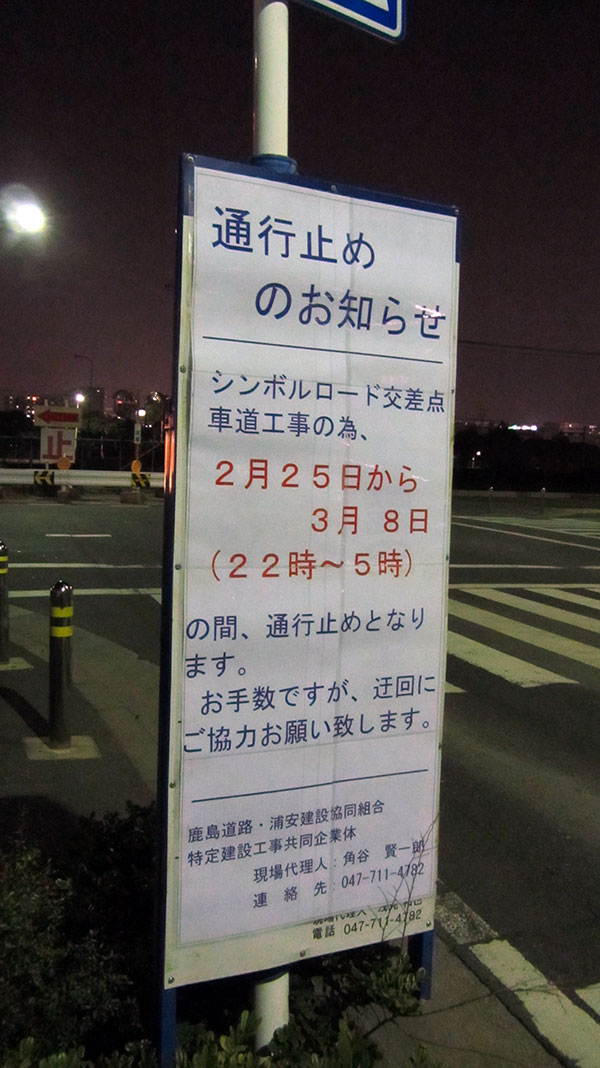 通行止め
のお知らせ
シンボルロード交差点
車道工事の為、
２月２５日から
３月 ８日
（２２時～５時）
の間、通行止めとなり
ます。
お手数ですが、迂回に
ご協力お願い致します。
鹿島道路・浦安建設協同組合
特定建設工事共同企業体
現場代理人：角谷 賢一郎
連 絡 先：047-711-4782
現場代理人
電話 047-711-4782
止